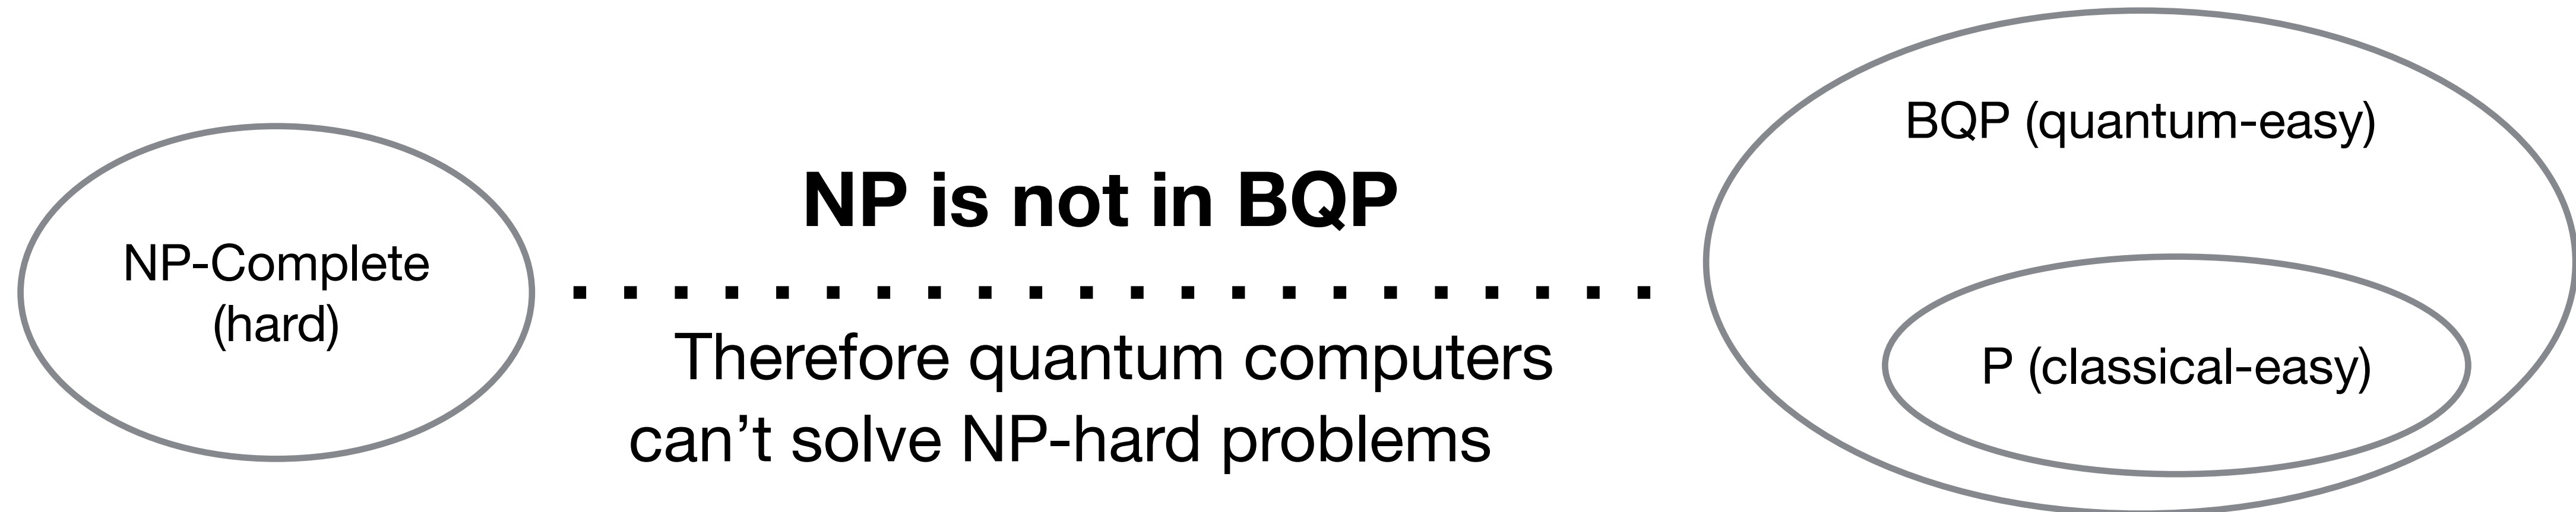 NP-Complete
(hard)
NP is not in BQP
Therefore quantum computers
can’t solve NP-hard problems
BQP (quantum-easy)
P (classical-easy)